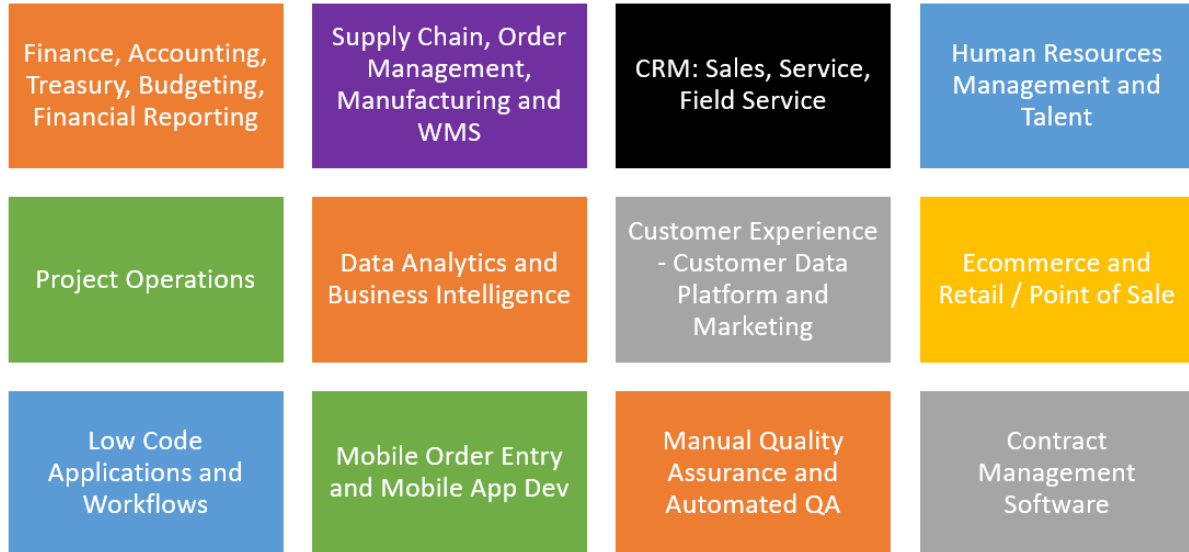 Finance, Accounting,
Treasury, Budgeting,
Financial Reporting
Supply Chain, Order
Management,
Manufacturing and
WMS
CRM: Sales, Service,
Field Service
Human Resources
Management and
Talent
Project Operations
Data Analytics and
Business Intelligence
Customer Experience
- Customer Data
Platform and
Marketing
Ecommerce and
Retail / Point of Sale
Low Code
Applications and
Workflows
Mobile Order Entry
and Mobile App Dev
Manual Quality
Assurance and
Automated QA
Contract
Management
Software